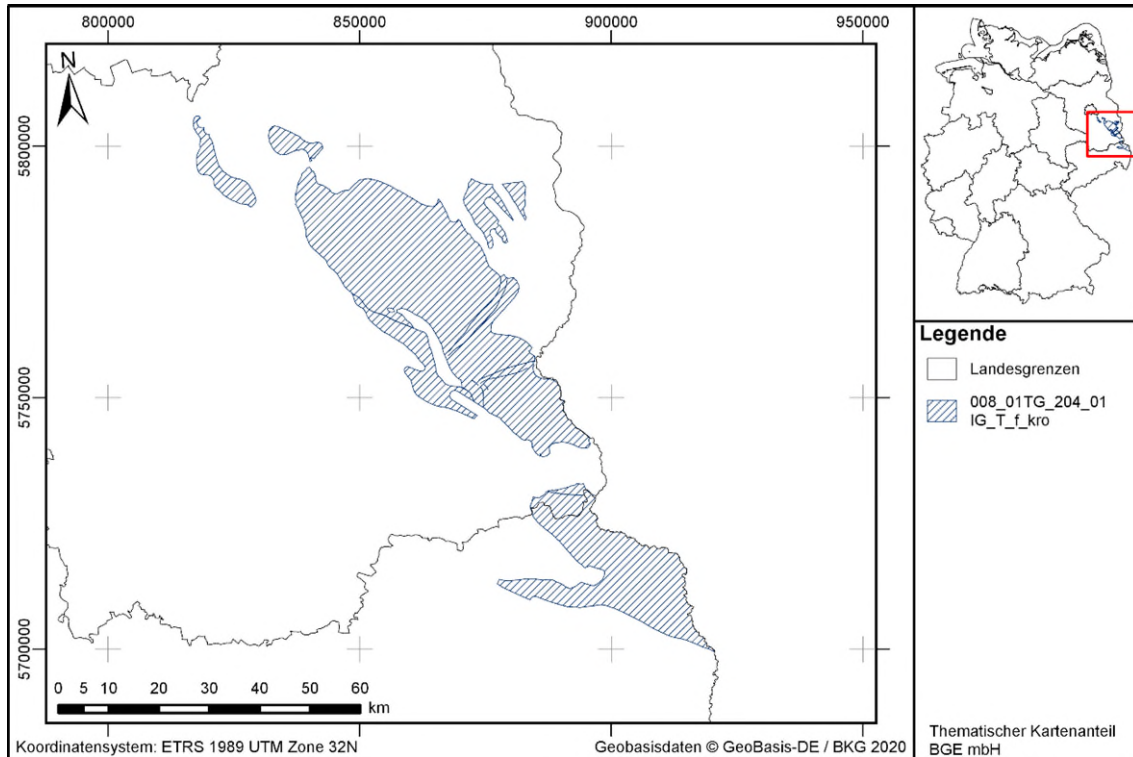 800000 850000 900000 950000
N
5800000
5750000
5700000
0 5 10 20 30 40 50 60
km
Koordinatensystem: ETRS 1989 UTM Zone 32N
Geobasisdaten © GeoBasis-DE / BKG 2020
Legende
Landesgrenzen
008_01TG_204_01
IG_T_f_kro
Thematischer Kartenanteil
BGE mbH